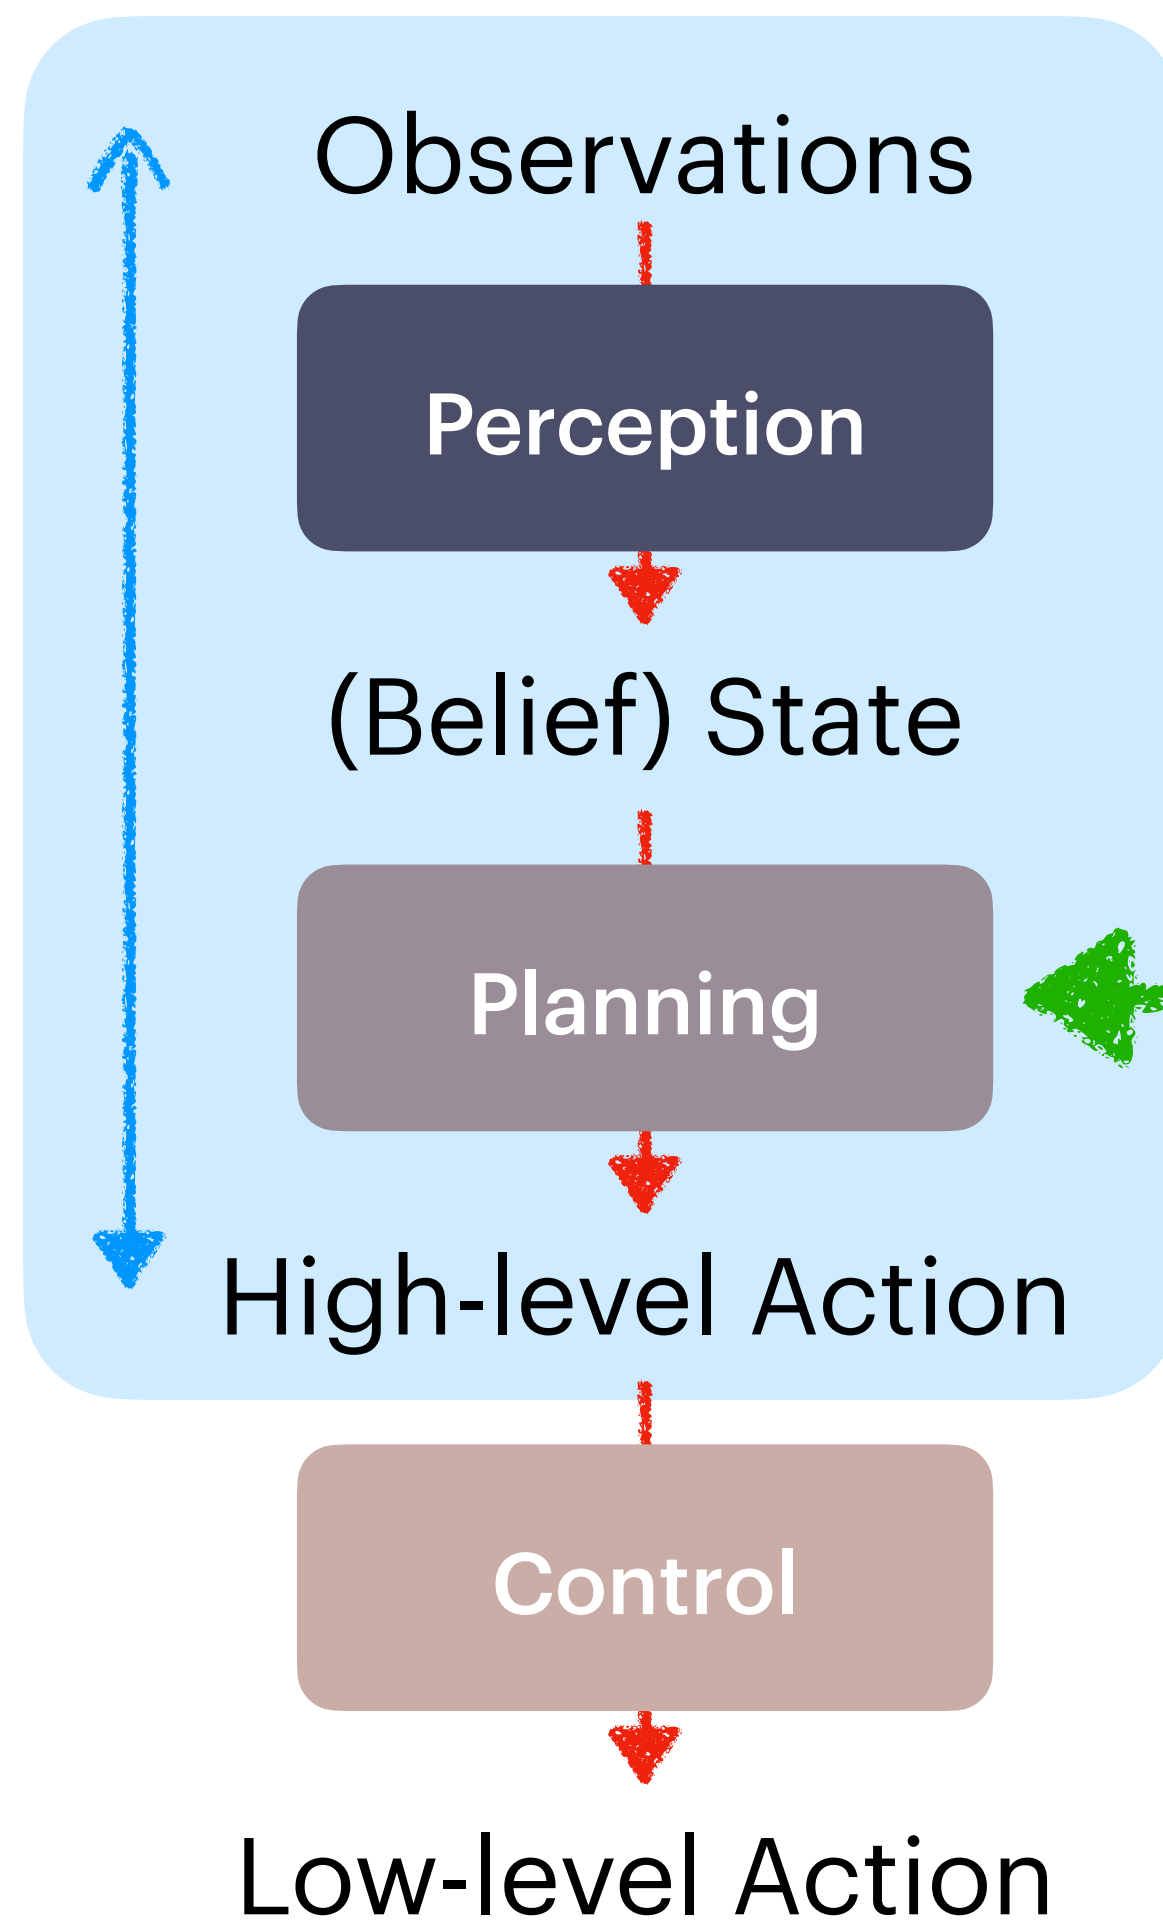 Observations
Perception
(Belief) State
Planning
High-level Action
Control
Low-level Action